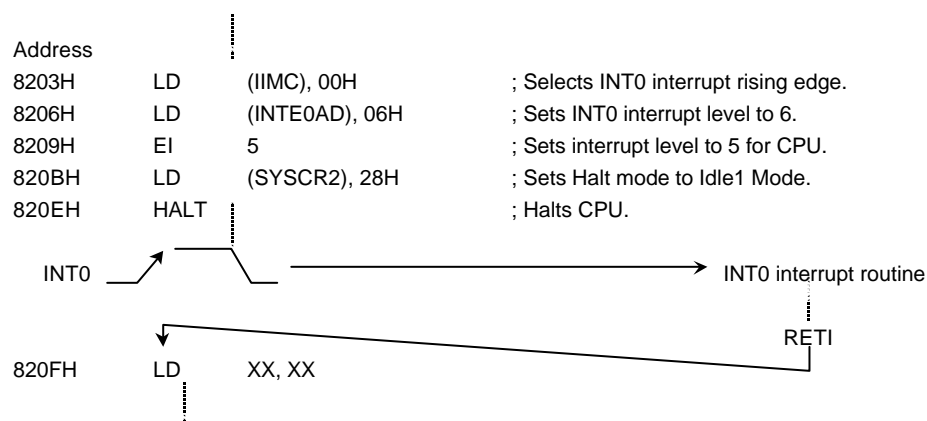 Address
8203H LD (IIMC), 00H ; Selects INT0 interrupt rising edge.
8206H LD (INTE0AD), 06H ; Sets INT0 interrupt level to 6.
8209H EI 5 ; Sets interrupt level to 5 for CPU.
820BH LD (SYSCR2), 28H ; Sets Halt mode to Idle1 Mode.
820EH HALT ; Halts CPU.
INT0 INT0 interrupt routine
RETI
820FH LD XX, XX